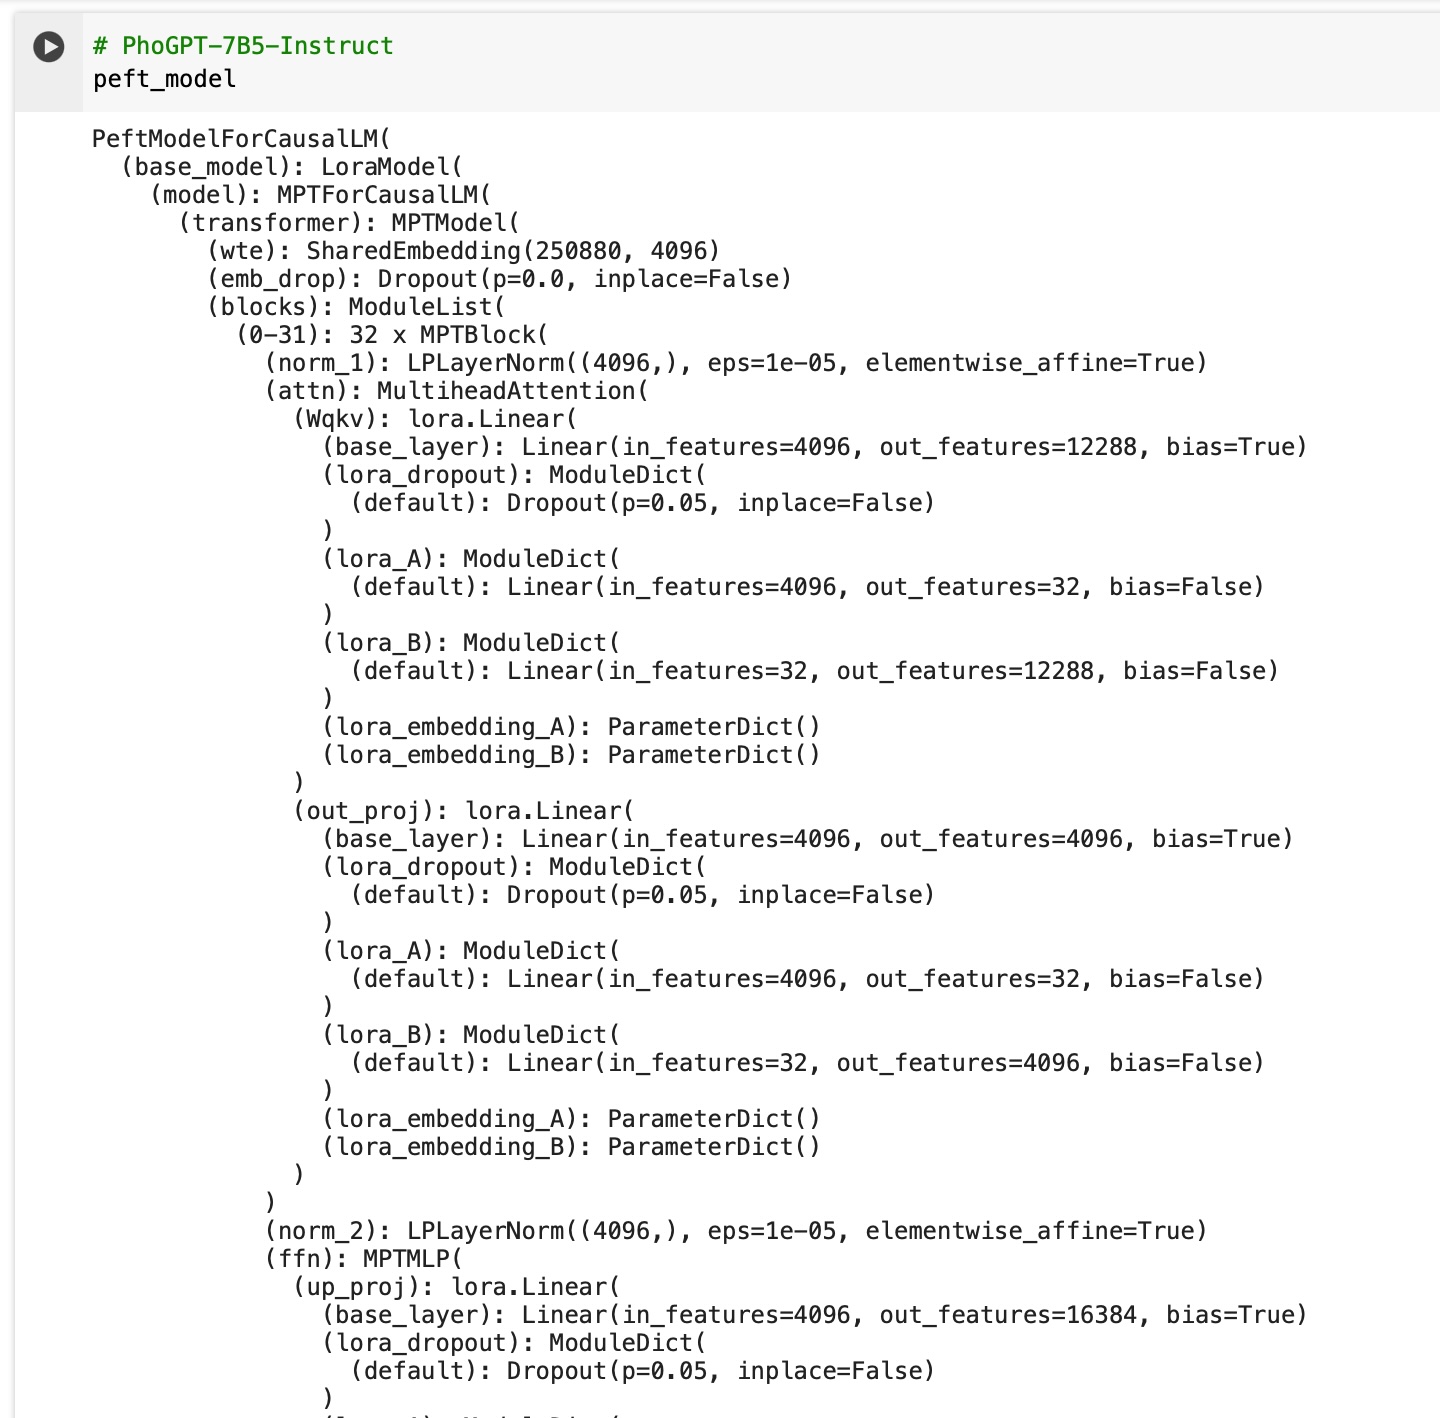 # PhoGPT-7B5-Instruct
peft_model
PeftModelForCausalLM(
  (base_model): LoraModel(
    (model): MPTForCausalLM(
      (transformer): MPTModel(
        (wte): SharedEmbedding(250880, 4096)
        (emb_drop): Dropout(p=0.0, inplace=False)
        (blocks): ModuleList(
          (0-31): 32 x MPTBlock(
            (norm_1): LPLayerNorm((4096,), eps=1e-05, elementwise_affine=True)
            (attn): MultiheadAttention(
              (Wqkv): lora.Linear(
                (base_layer): Linear(in_features=4096, out_features=12288, bias=True)
                (lora_dropout): ModuleDict(
                  (default): Dropout(p=0.05, inplace=False)
                )
                (lora_A): ModuleDict(
                  (default): Linear(in_features=4096, out_features=32, bias=False)
                )
                (lora_B): ModuleDict(
                  (default): Linear(in_features=32, out_features=12288, bias=False)
                )
                (lora_embedding_A): ParameterDict()
                (lora_embedding_B): ParameterDict()
              )
              (out_proj): lora.Linear(
                (base_layer): Linear(in_features=4096, out_features=4096, bias=True)
                (lora_dropout): ModuleDict(
                  (default): Dropout(p=0.05, inplace=False)
                )
                (lora_A): ModuleDict(
                  (default): Linear(in_features=4096, out_features=32, bias=False)
                )
                (lora_B): ModuleDict(
                  (default): Linear(in_features=32, out_features=4096, bias=False)
                )
                (lora_embedding_A): ParameterDict()
                (lora_embedding_B): ParameterDict()
              )
            )
            (norm_2): LPLayerNorm((4096,), eps=1e-05, elementwise_affine=True)
            (ffn): MPTMLP(
              (up_proj): lora.Linear(
                (base_layer): Linear(in_features=4096, out_features=16384, bias=True)
                (lora_dropout): ModuleDict(
                  (default): Dropout(p=0.05, inplace=False)
                )